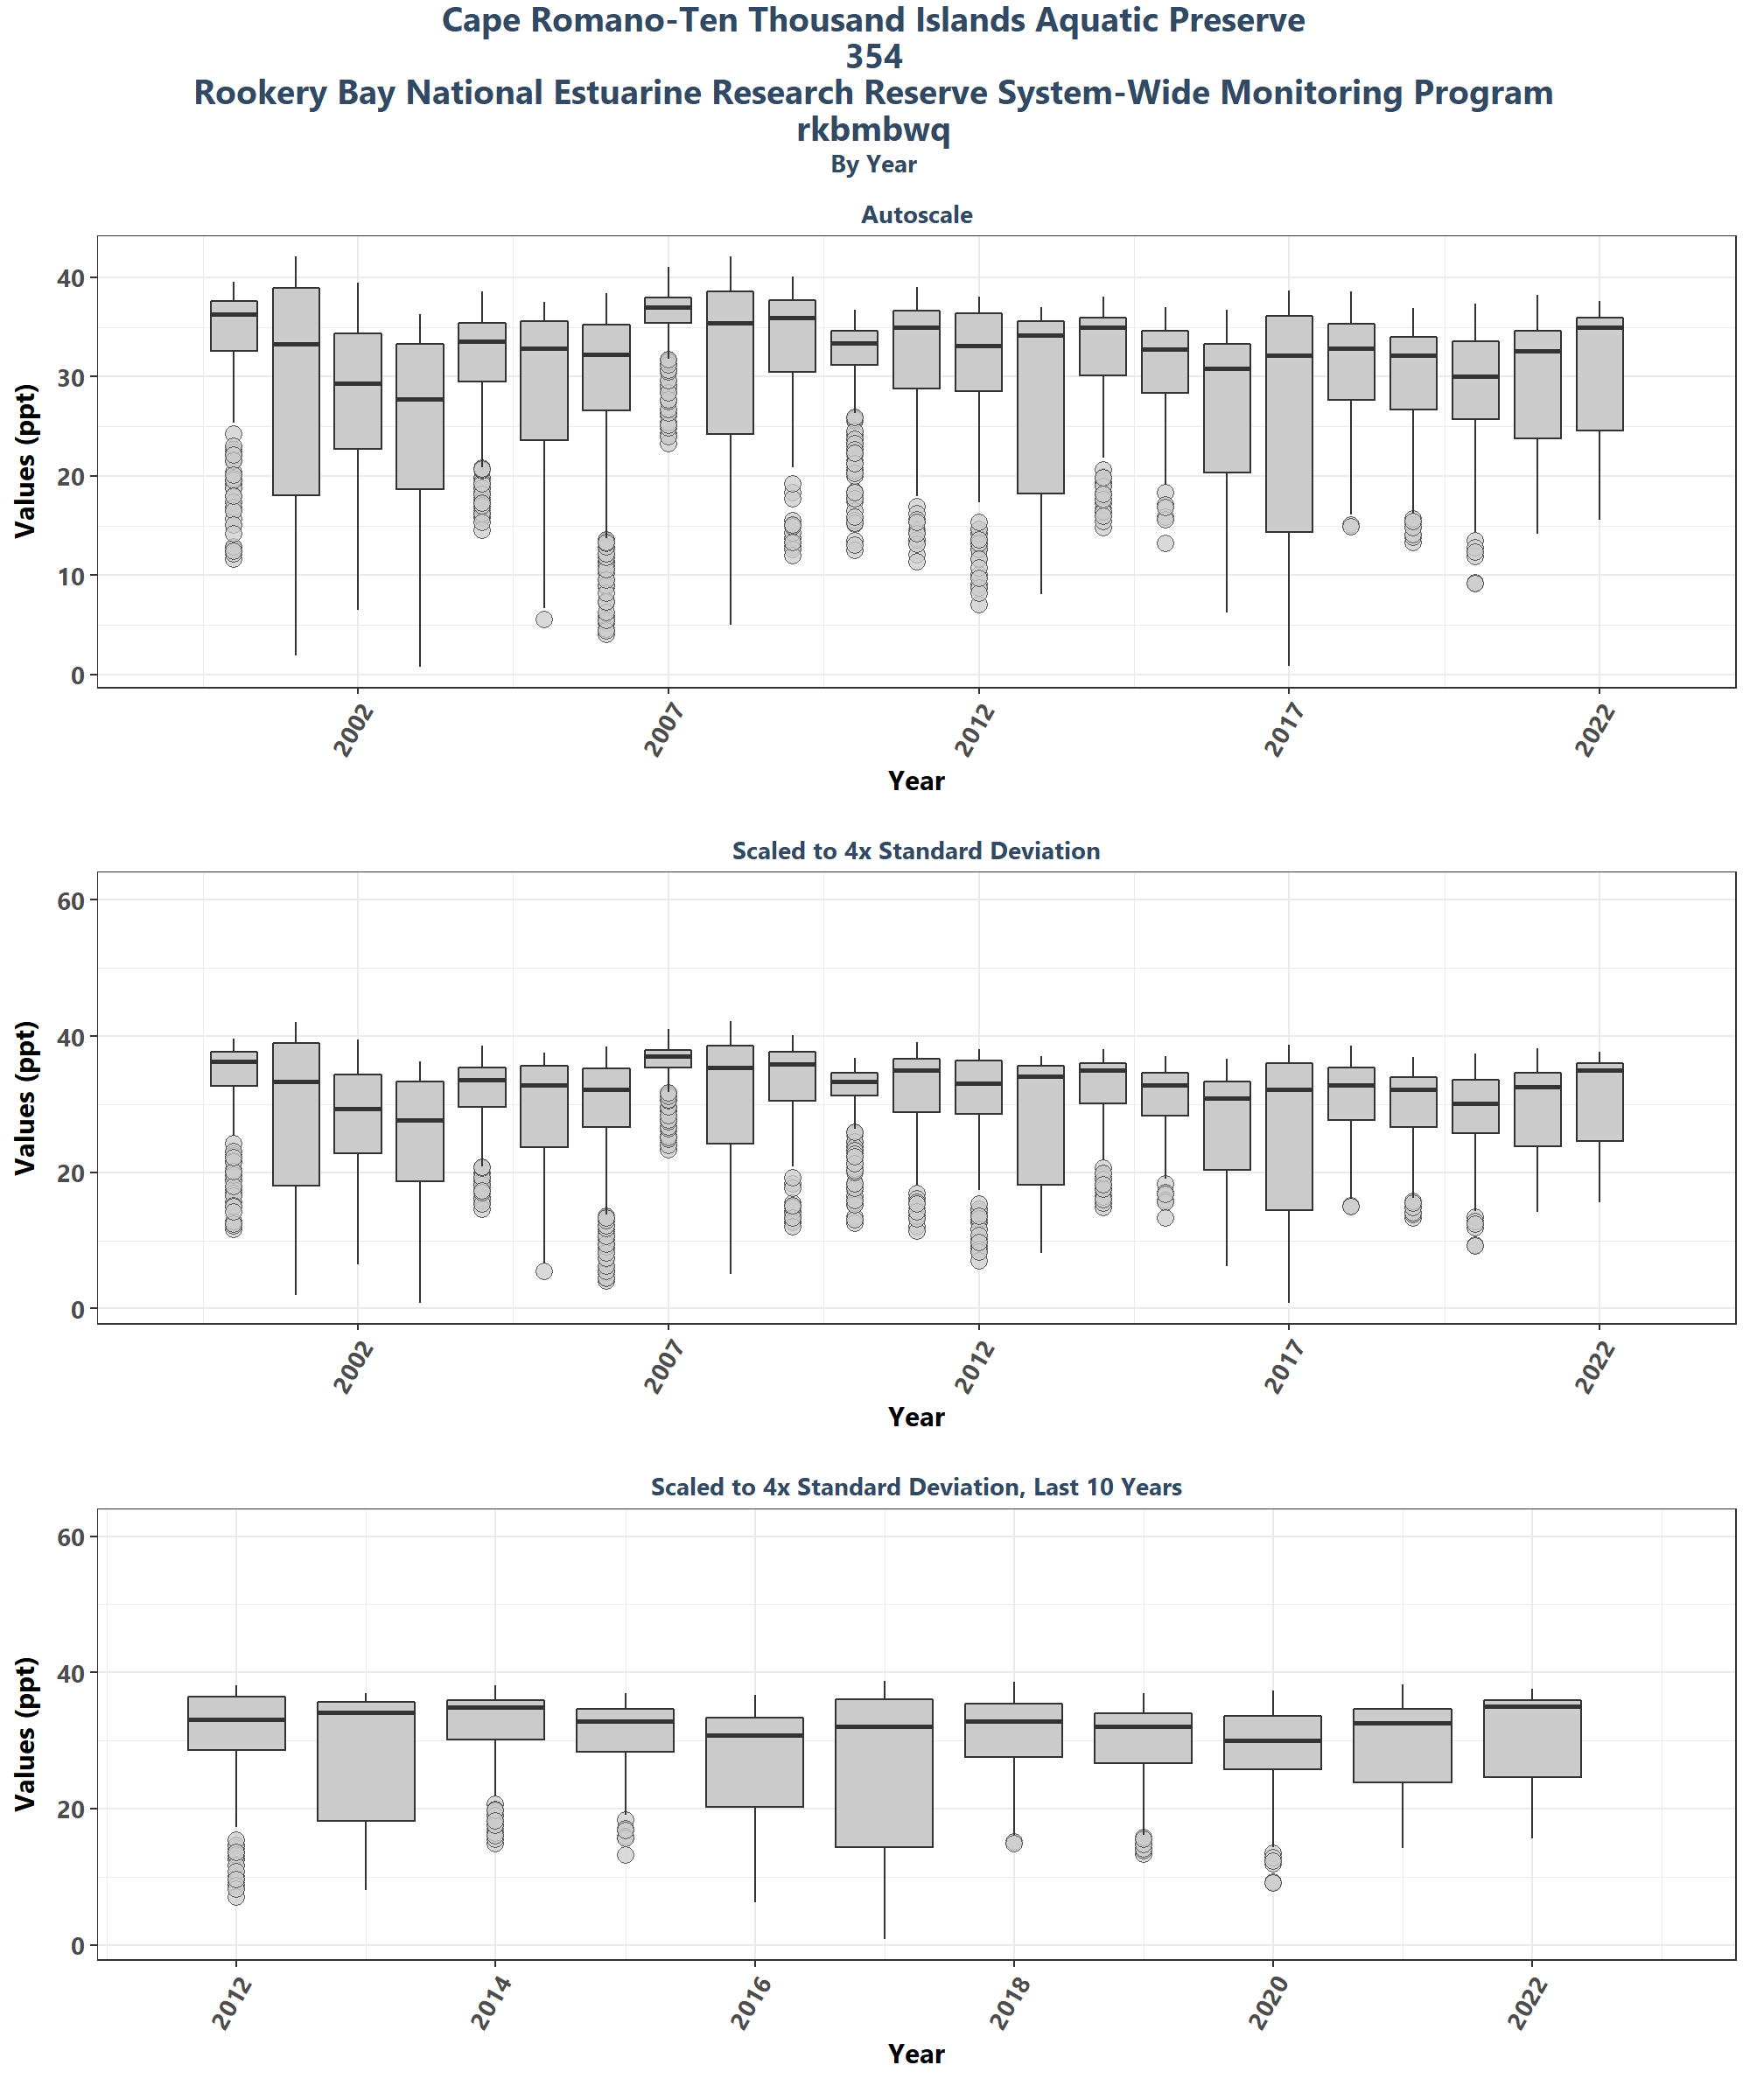 Cape Romano-Ten Thousand Islands Aquatic Preserve
354
Rookery Bay National Estuarine Research Reserve System-Wide Monitoring Program
rkbmbwq
By Year
Autoscale
Values (ppt)
40
30
20
10
0
2002 2007 2012 2017 2022
Year
Scaled to 4x Standard Deviation
Values (ppt)
60
40
20
0
2002 2007 2012 2017 2022
Year
Scaled to 4x Standard Deviation, Last 10 Years
Values (ppt)
60
40
20
0
2012 2014 2016 2018 2020 2022
Year